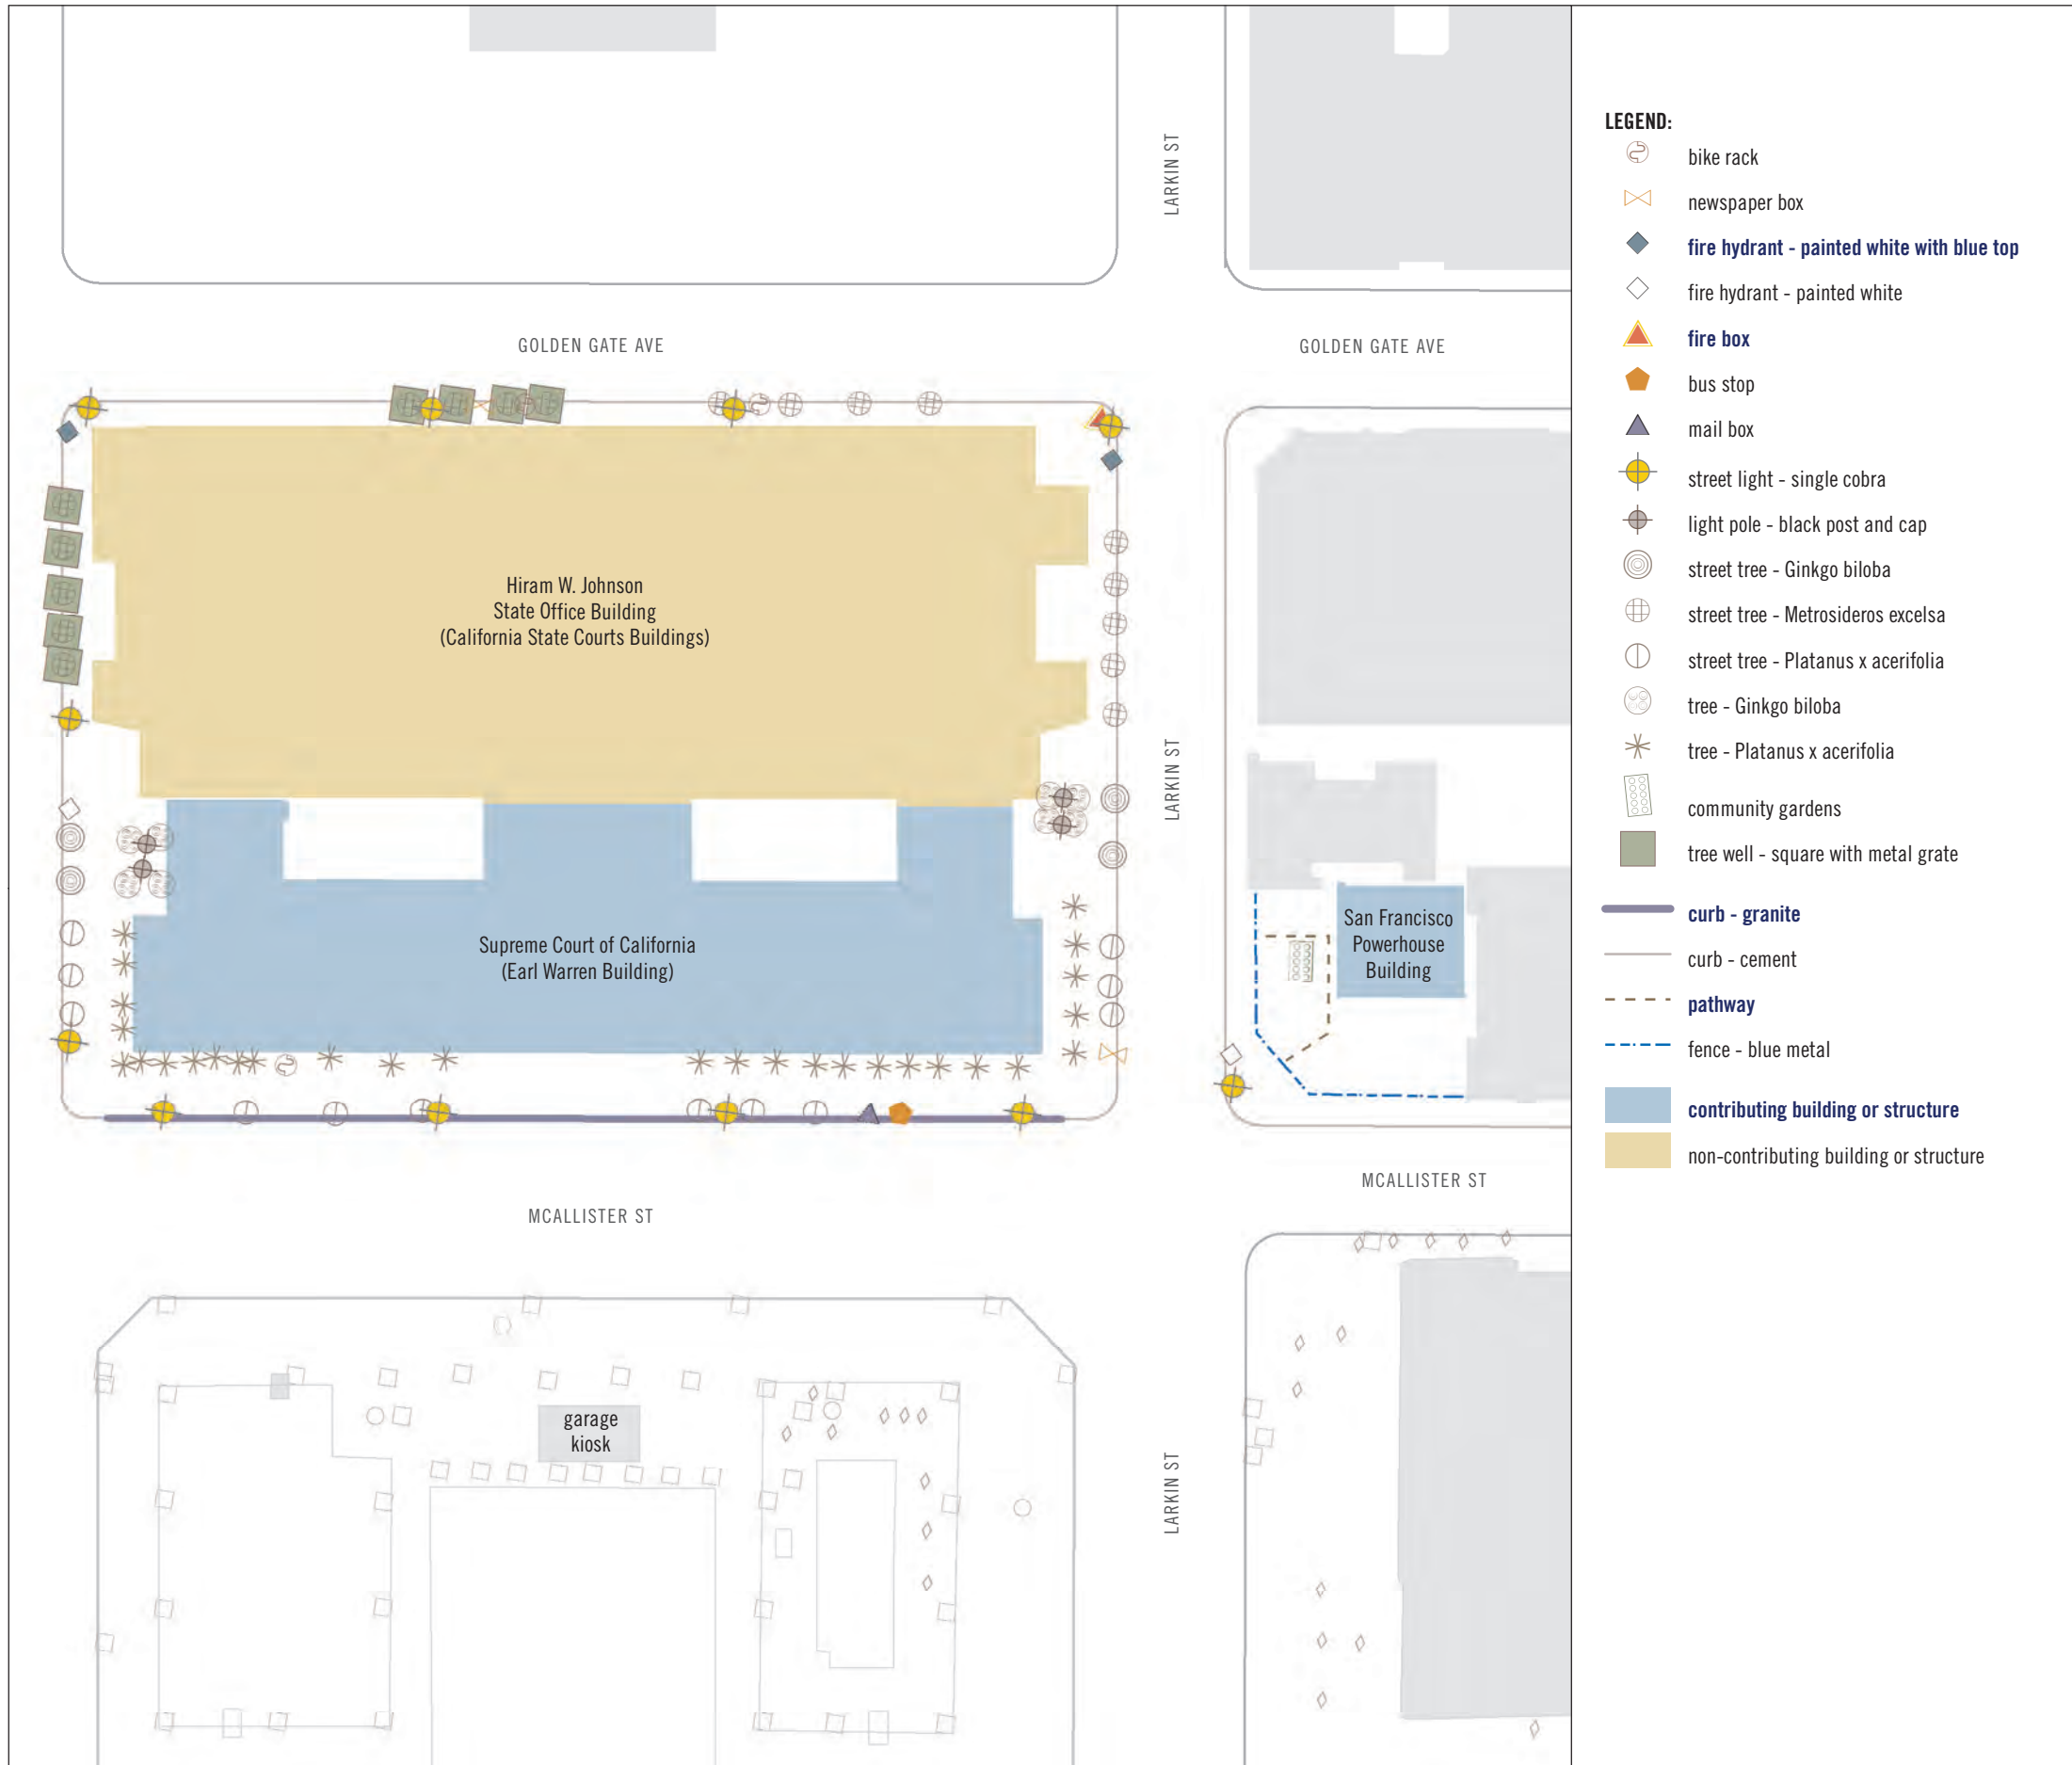 LARKIN ST
GOLDEN GATE AVE
GOLDEN GATE AVE
Hiram W. Johnson
State Office Building
(California State Courts Buildings)
LARKIN ST
Supreme Court of California
(Earl Warren Building)
San Francisco
Powerhouse
Building
MCALLISTER ST
MCALLISTER ST
garage
kiosk
LARKIN ST
LEGEND:
bike rack
newspaper box
fire hydrant - painted white with blue top
fire hydrant - painted white
fire box
bus stop
mail box
street light - single cobra
light pole - black post and cap
street tree - Ginkgo biloba
street tree - Metrosideros excelsa
street tree - Platanus x acerifolia
tree - Ginkgo biloba
tree - Platanus x acerifolia
community gardens
tree well - square with metal grate
curb - granite
curb - cement
pathway
fence - blue metal
contributing building or structure
non-contributing building or structure